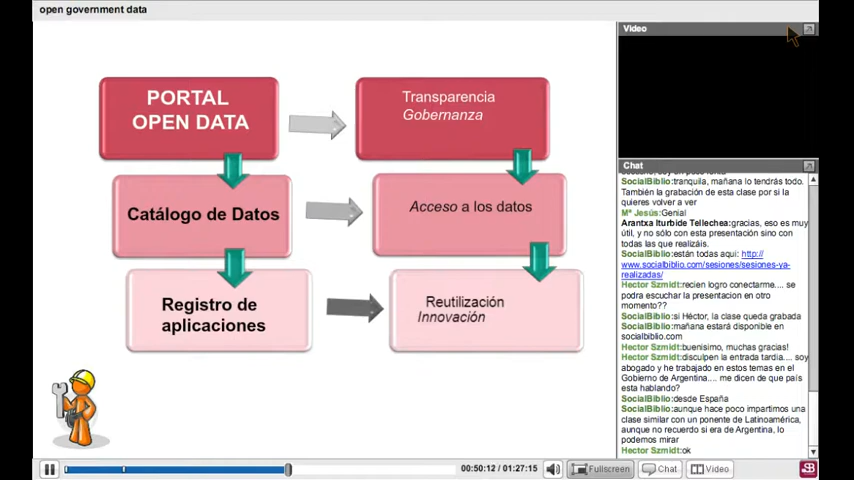 open government data
PORTAL
OPEN DATA
Transparencia
Gobernanza
Catálogo de Datos
Acceso a los datos
Registro de
aplicaciones
Reutilización
Innovación
Video
Chat
SocialBiblio:tranquila, mañana lo tendrás todo.
También la grabación de esta clase por si la
quieres volver a ver
Mª Jesús:Genial
Arantxa Iturbide Tellechea:gracias, eso es muy
útil, y no sólo con esta presentación sino con
todas las que realizáis.
SocialBiblio:están todas aqui: http://
www.socialbiblio.com/sesiones/sesiones-ya-
realizadas/
Hector Szmidt:recien logro conectarme.... se
podra escuchar la presentacion en otro
momento??
SocialBiblio:si Héctor, la clase queda grabada
SocialBiblio:mañana estará disponible en
socialbiblio.com
Hector Szmidt:buenisimo, muchas gracias!
Hector Szmidt:disculpen la entrada tardia.... soy
abogado y he trabajado en estos temas en el
Gobierno de Argentina.... me dicen de que país
esta hablando?
SocialBiblio:desde España
SocialBiblio:aunque hace poco impartimos una
clase similar con un ponente de Latinoamérica,
aunque no recuerdo si era de Argentina, lo
podemos mirar
Hector Szmidt:ok
00:50:12 / 01:27:15
Fullscreen
Chat
Video
SB